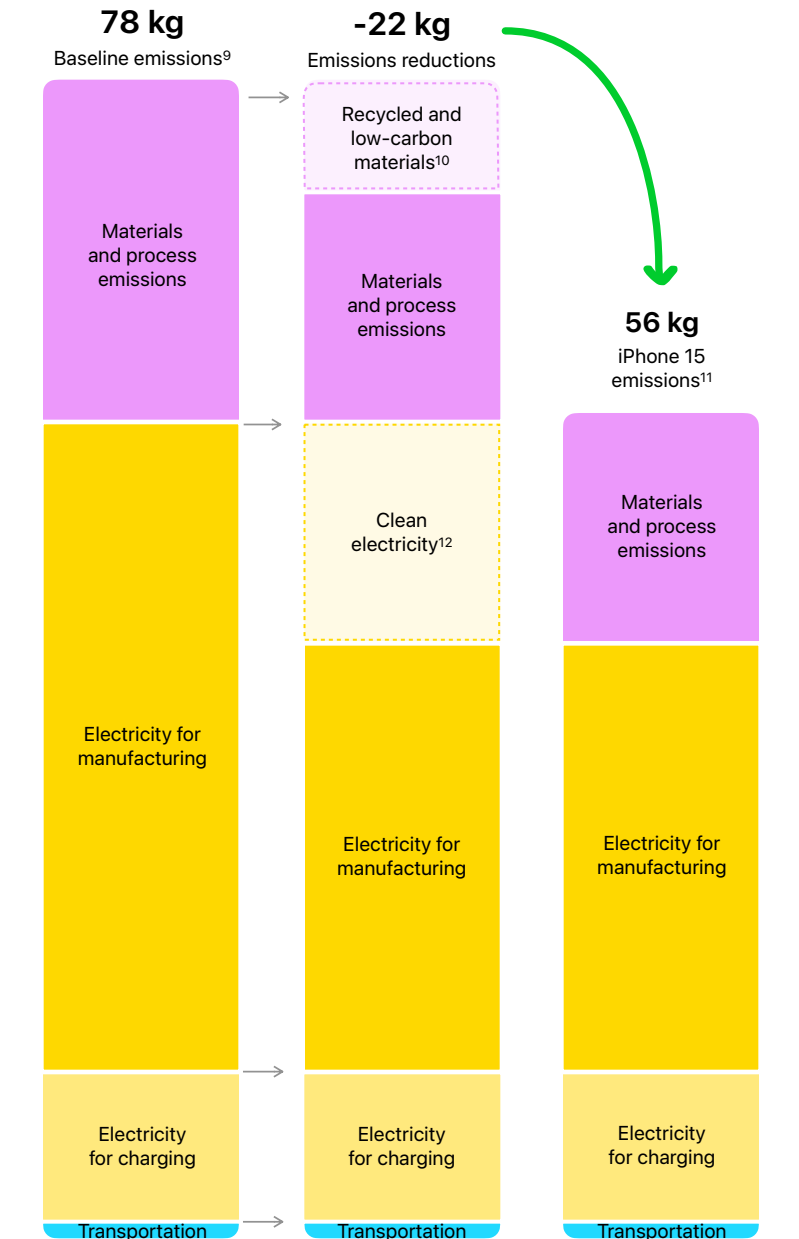 78 kg
Baseline emissions⁹
Materials
and process
emissions
Electricity for
manufacturing
Electricity
for charging
Transportation
-22 kg
Emissions reductions
Recycled and
low-carbon
materials¹⁰
Materials
and process
emissions
Clean
electricity¹²
Electricity for
manufacturing
Electricity
for charging
Transportation
56 kg
iPhone 15
emissions¹¹
Materials
and process
emissions
Electricity for
manufacturing
Electricity
for charging
Transportation